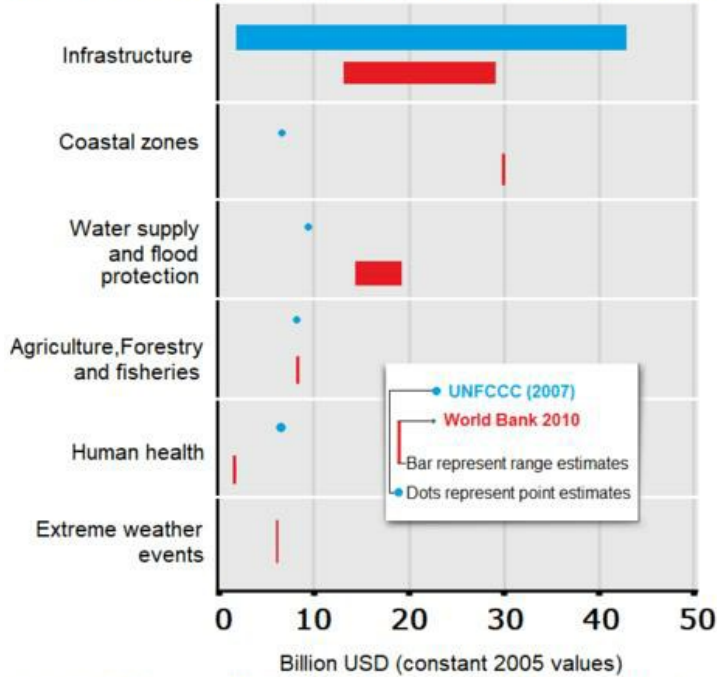 Infrastructure
Coastal zones
Water supply
and flood
protection
Agriculture,Forestry
and fisheries
Human health
Extreme weather
events
UNFCCC (2007)
World Bank 2010
Bar represent range estimates
Dots represent point estimates
0 10 20 30 40 50
Billion USD (constant 2005 values)